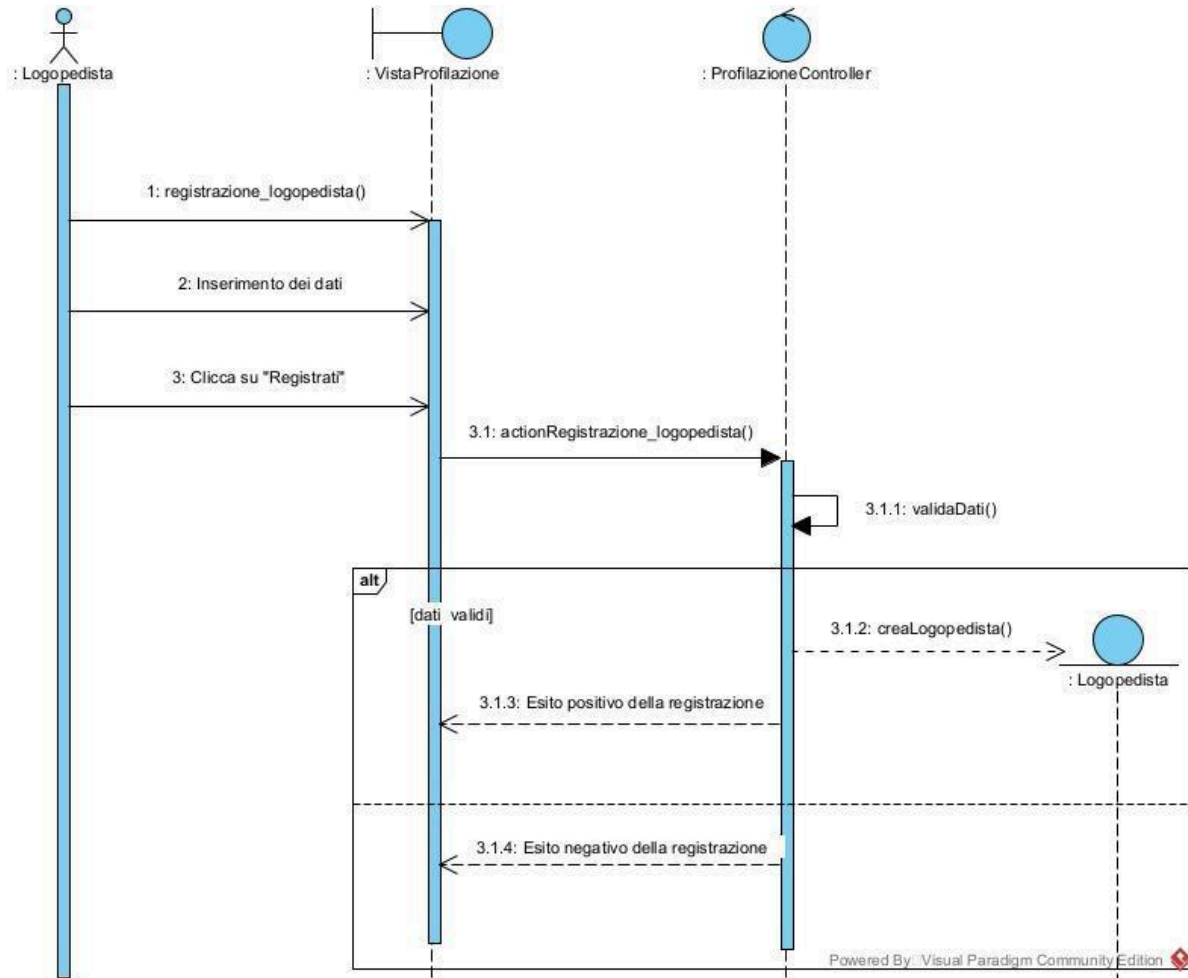 : Logopedista
: VistaProfilazione
: ProfilazioneController
1: registrazione_logopedista()
2: Inserimento dei dati
3: Clicca su "Registrati"
3.1: actionRegistrazione_logopedista()
3.1.1: validaDati()
alt
[dati validi]
3.1.2: creaLogopedista()
: Logopedista
3.1.3: Esito positivo della registrazione
3.1.4: Esito negativo della registrazione
Powered By: Visual Paradigm Community Edition